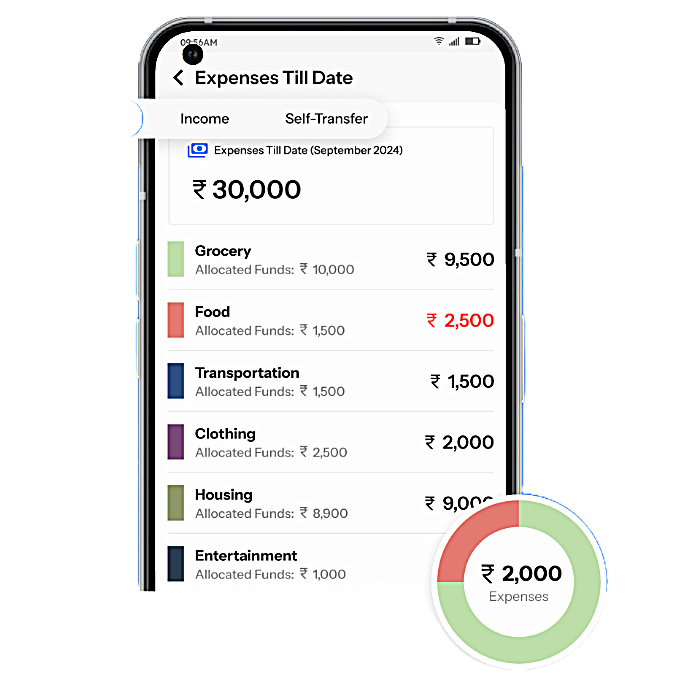 09:56AM
Expenses Till Date
Income Self-Transfer
Expenses Till Date (September 2024)
₹ 30,000
Grocery
₹ 9,500
Allocated Funds: ₹ 10,000
Food
₹ 2,500
Allocated Funds: ₹ 1,500
Transportation
₹ 1,500
Allocated Funds: ₹ 1,500
Clothing
₹ 2,000
Allocated Funds: ₹ 2,500
Housing
₹ 9,000
Allocated Funds: ₹ 8,900
Entertainment
Allocated Funds: ₹ 1,000
₹ 2,000
Expenses